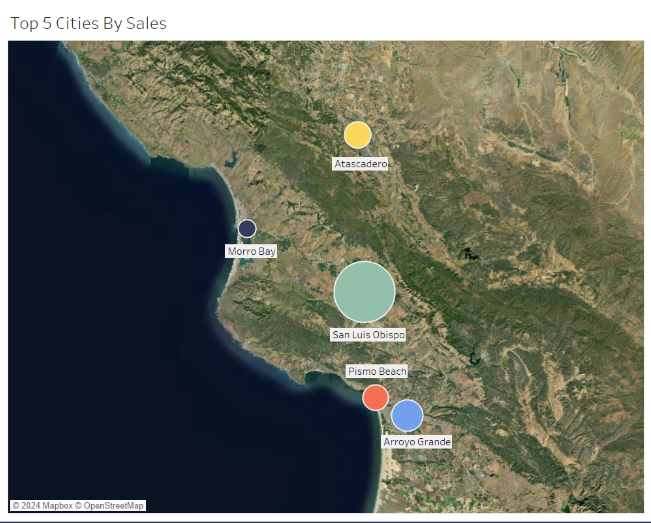 Top 5 Cities By Sales
Atascadero
Morro Bay
San Luis Obispo
Pismo Beach
Arroyo Grande
© 2024 Mapbox © OpenStreetMap